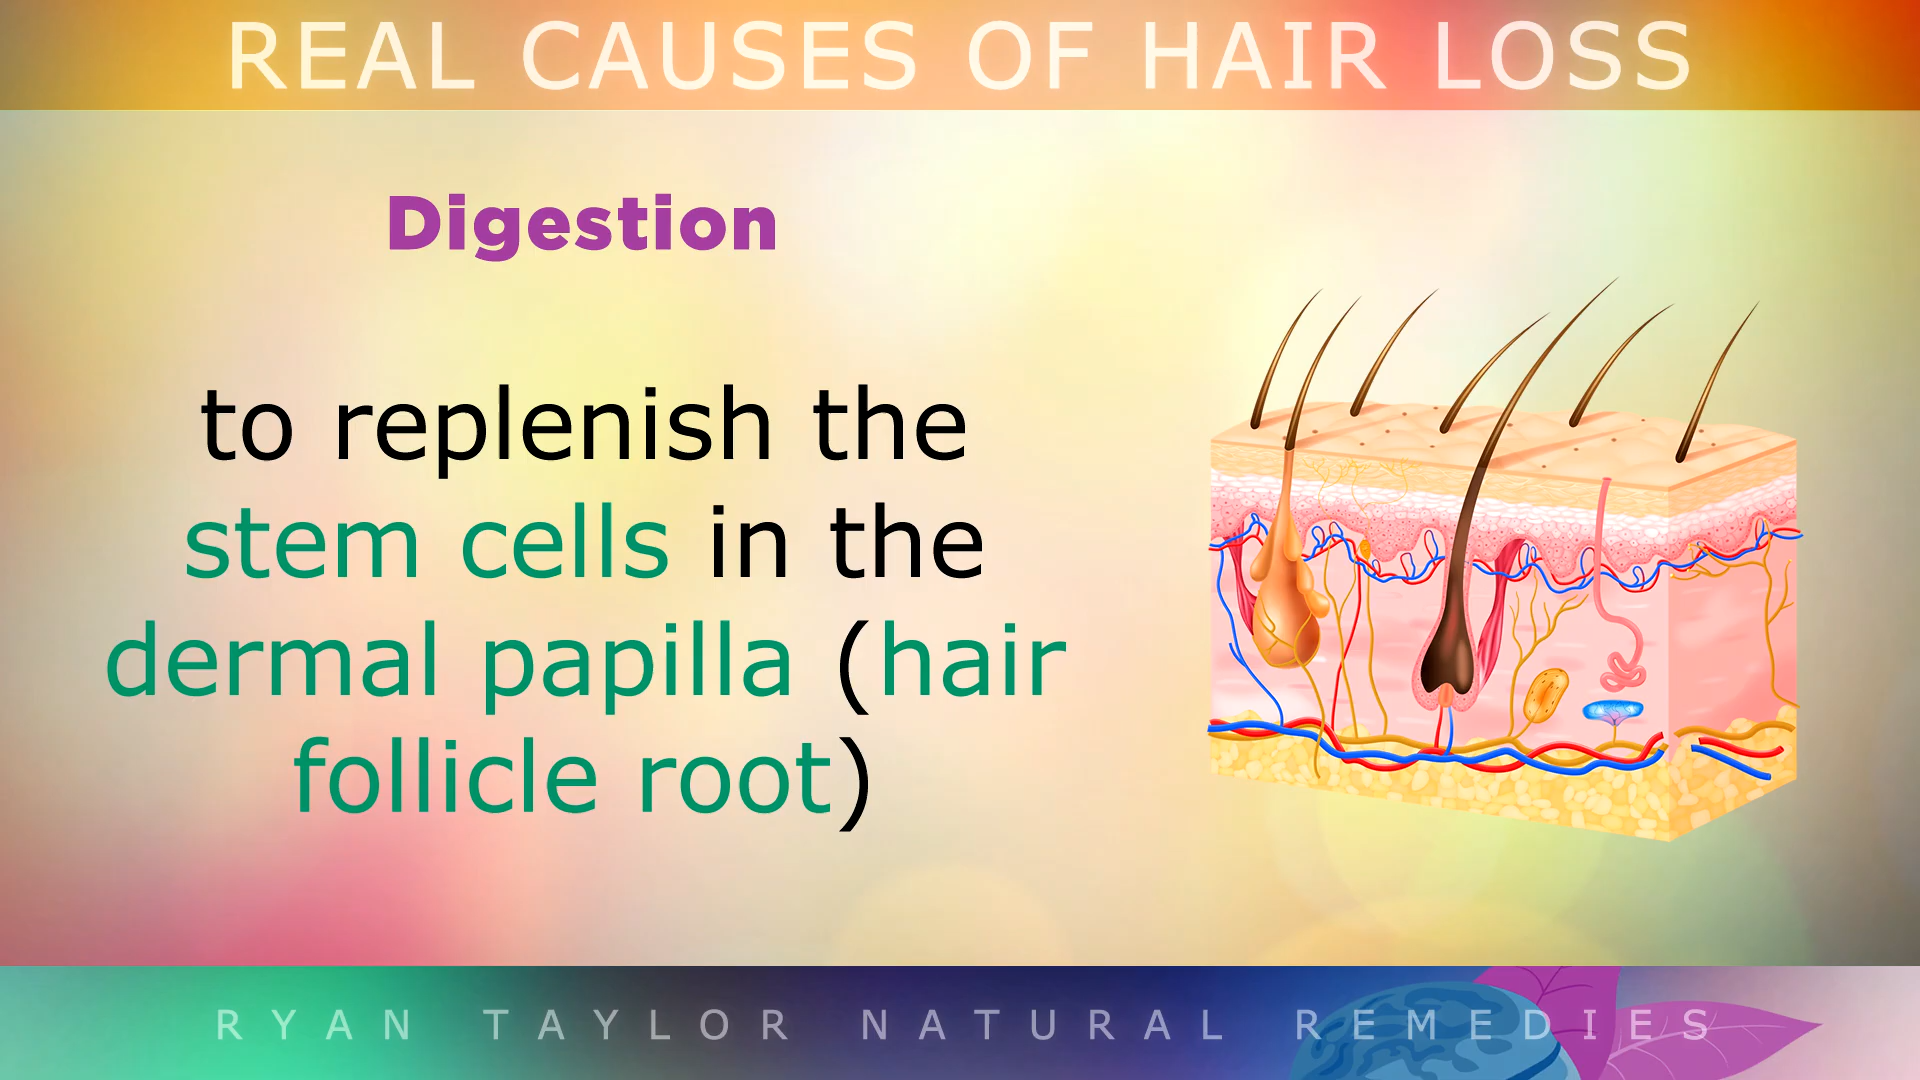 REAL CAUSES OF HAIR LOSS
Digestion
to replenish the
stem cells in the
dermal papilla (hair
follicle root)
RYAN TAYLOR NATURAL REMEDIES